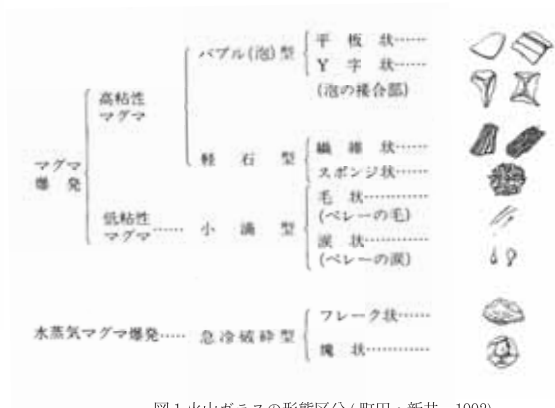 バブル(泡)型
平板状……
Y字状……
(泡の接合部)
高粘性
マグマ
軽石型
繊維状……
スポンジ状……
マグマ
爆発
低粘性
マグマ……
小滴型
毛状…………
(ペレーの毛)
涙状…………
(ペレーの涙)
水蒸気マグマ爆発……
急冷破砕型
フレーク状……
塊状…………
図1火山ガラスの形態区分(町田・新井,1992)